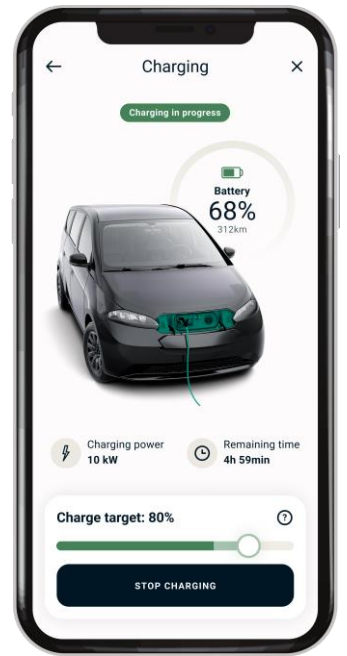 Charging
Charging in progress
Battery
68%
312km
Charging power
10 kW
Remaining time
4h 59min
Charge target: 80%
?
STOP CHARGING